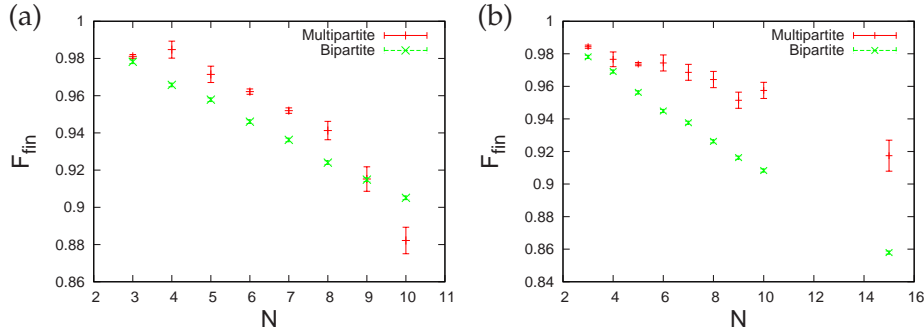 (a)
Multipartite
Bipartite
1
0.98
0.96
0.94
0.92
0.9
0.88
0.86
F_fin
2 3 4 5 6 7 8 9 10 11
N
(b)
Multipartite
Bipartite
1
0.98
0.96
0.94
0.92
0.9
0.88
0.86
0.84
F_fin
2 4 6 8 10 12 14 16
N